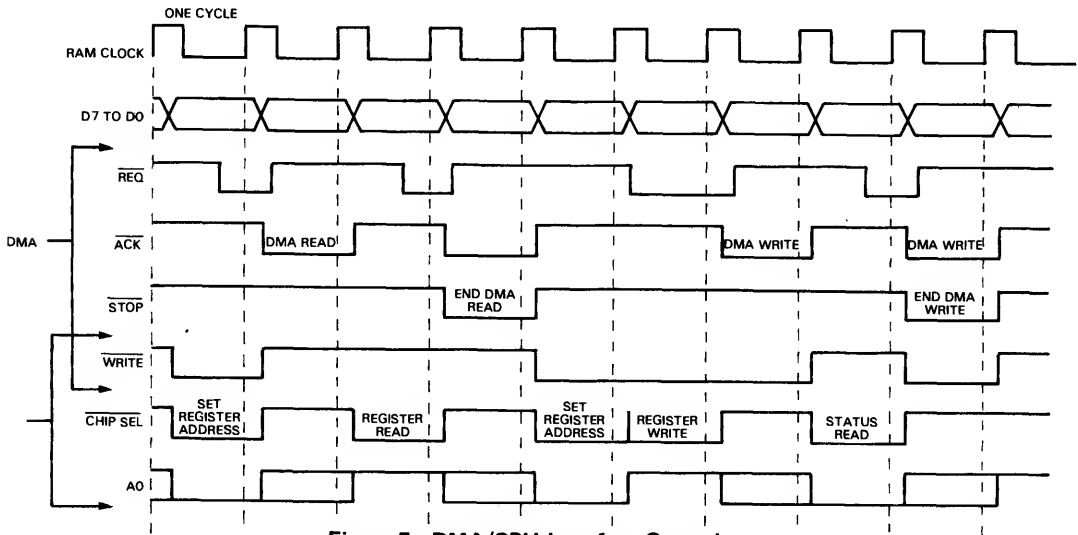 ONE CYCLE
RAM CLOCK
D7 TO D0
REQ
DMA READ
DMA WRITE
DMA WRITE
DMA
ACK
END DMA
READ
END DMA
WRITE
STOP
WRITE
SET
REGISTER
ADDRESS
REGISTER
READ
SET
REGISTER
ADDRESS
REGISTER
WRITE
STATUS
READ
CHIP SEL
A0